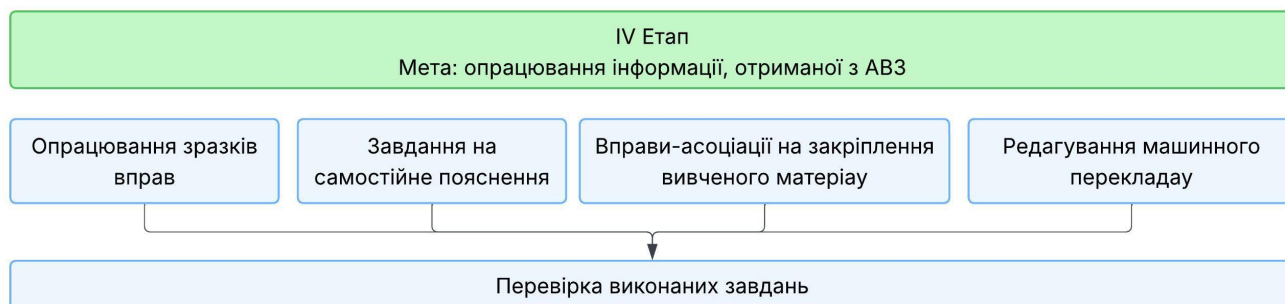 IV Етап
Мета: опрацювання інформації, отриманої з АВЗ
Опрацювання зразків
вправ
Завдання на
самостійне пояснення
Вправи-асоціації на закріплення
вивченого матеріау
Редагування машинного
перекладау
Перевірка виконаних завдань